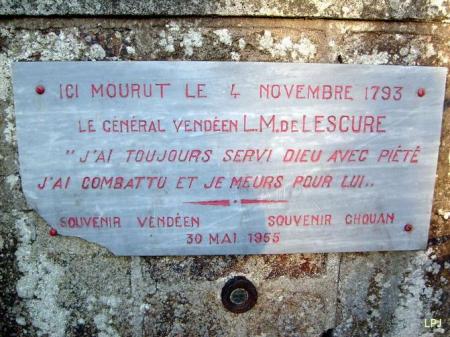 ICI MOURUT LE 4 NOVEMBRE 1793
LE GÉNÉRAL VENDÉEN L.M. DE LESCURE
"J'AI TOUJOURS SERVI DIEU AVEC PIÉTÉ
J'AI COMBATTU ET JE MEURS POUR LUI..
SOUVENIR VENDÉEN SOUVENIR CHOUAN
30 MAI 1955
LPJ